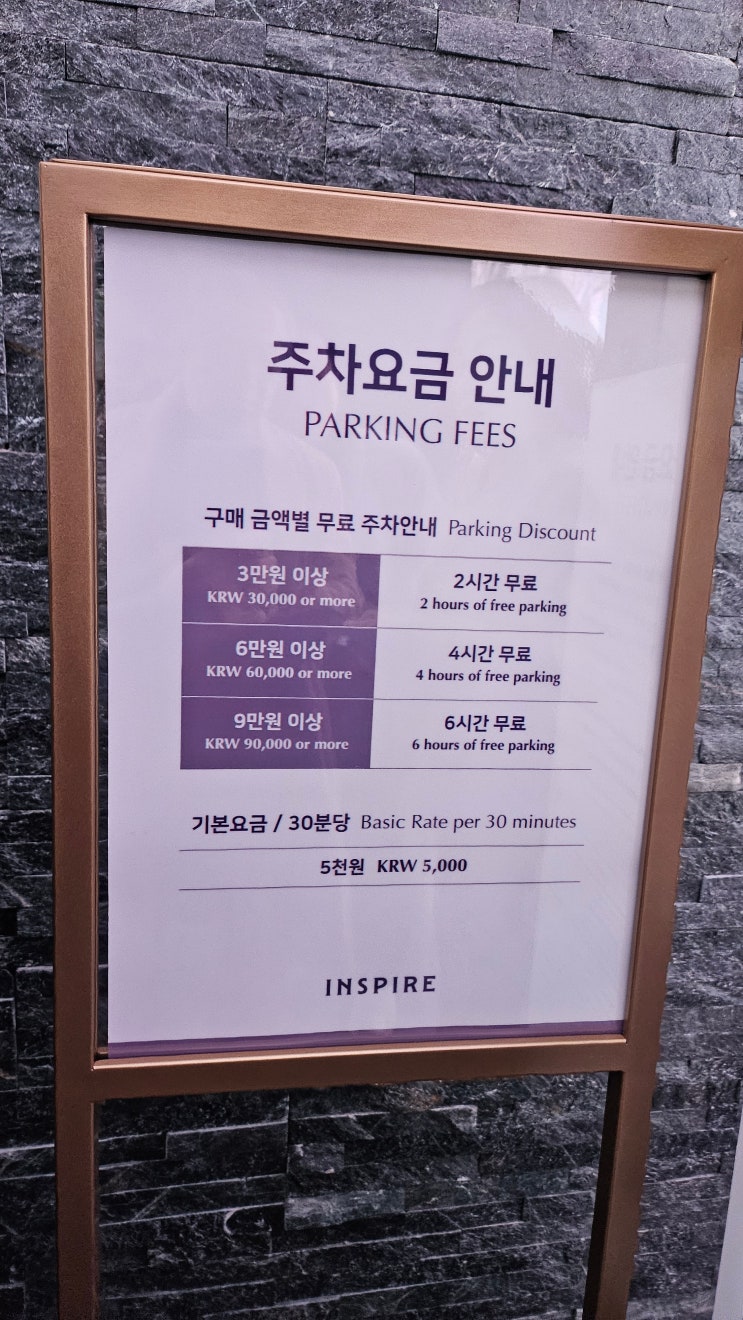 주차요금 안내
PARKING FEES
구매 금액별 무료 주차안내 Parking Discount
3만원 이상
KRW 30,000 or more
2시간 무료
2 hours of free parking
6만원 이상
KRW 60,000 or more
4시간 무료
4 hours of free parking
9만원 이상
KRW 90,000 or more
6시간 무료
6 hours of free parking
기본요금 / 30분당 Basic Rate per 30 minutes
5천원 KRW 5,000
INSPIRE